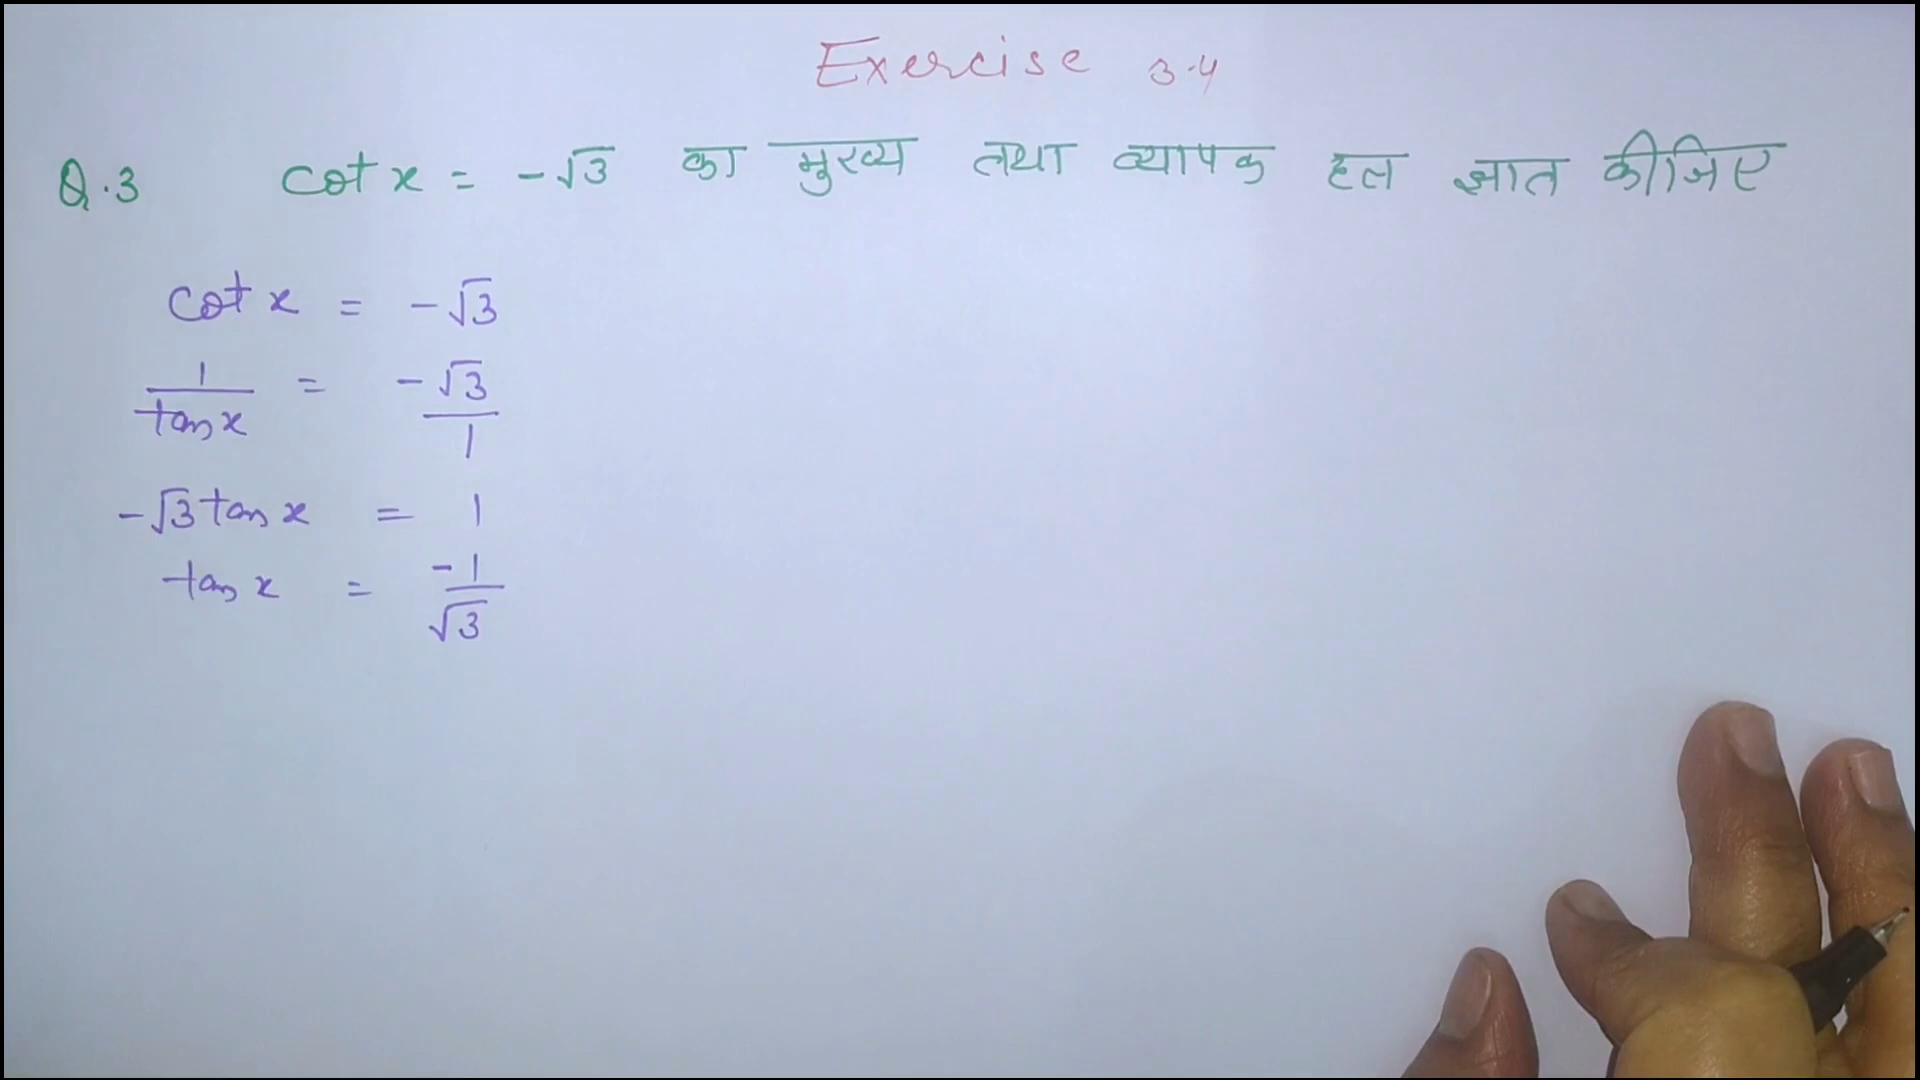 Exercise 3.4
Q.3 cot x = -√3 का मुख्य तथा व्यापक हल ज्ञात कीजिए
cot x = -√3
1/tan x = -√3/1
-√3 tan x = 1
tan x = -1/√3